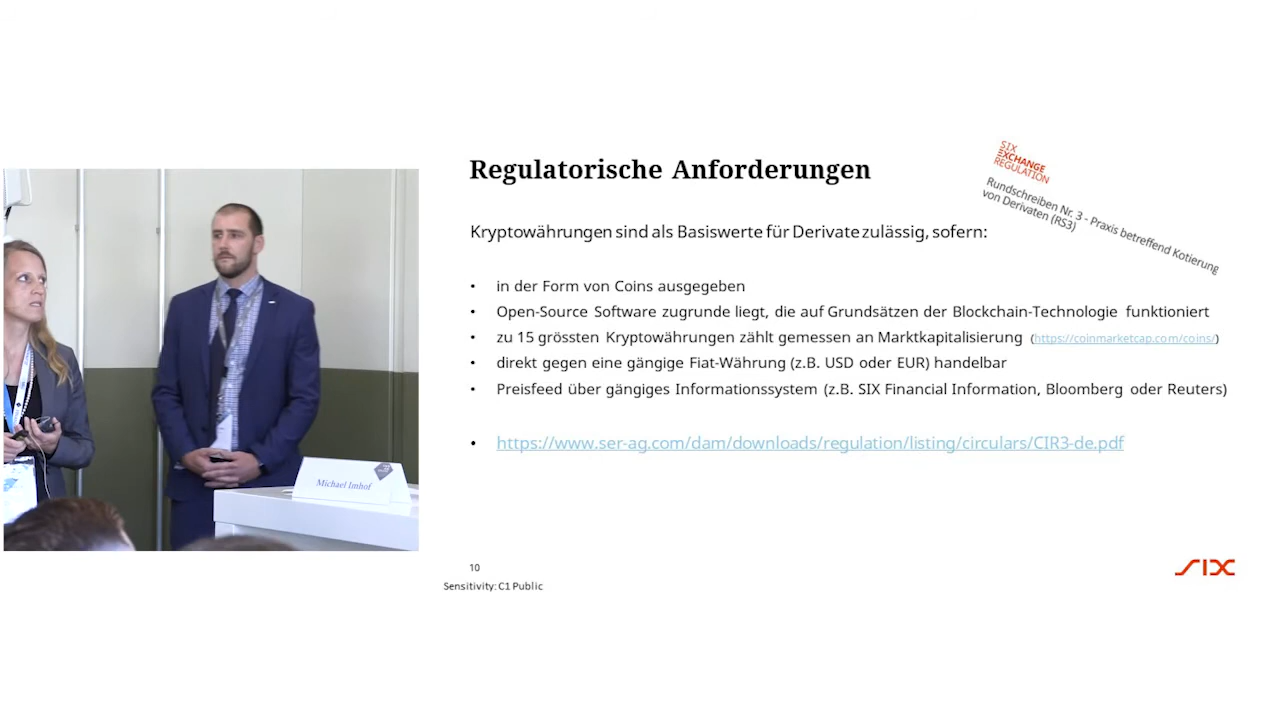 Regulatorische Anforderungen
SIX
EXCHANGE
REGULATION
Rundschreiben Nr. 3 - Praxis betreffend Kotierung
von Derivaten (RS3)
Kryptowährungen sind als Basiswerte für Derivate zulässig, sofern:
• in der Form von Coins ausgegeben
• Open-Source Software zugrunde liegt, die auf Grundsätzen der Blockchain-Technologie funktioniert
• zu 15 grössten Kryptowährungen zählt gemessen an Marktkapitalisierung (https://coinmarketcap.com/coins/)
• direkt gegen eine gängige Fiat-Währung (z.B. USD oder EUR) handelbar
• Preisfeed über gängiges Informationssystem (z.B. SIX Financial Information, Bloomberg oder Reuters)
• https://www.ser-ag.com/dam/downloads/regulation/listing/circulars/CIR3-de.pdf
Michael Imhof
10
Sensitivity: C1 Public
SIX